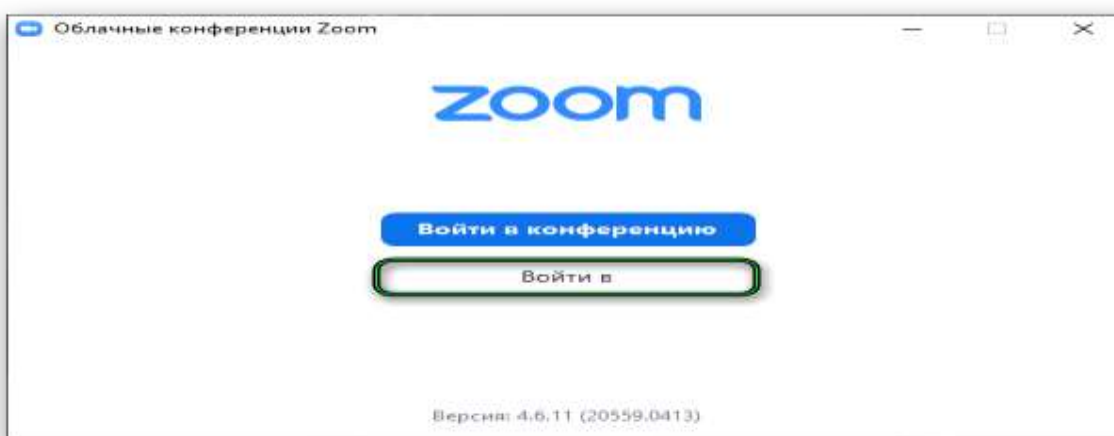 Облачные конференции Zoom
zoom
Войти в конференцию
Войти в
Версия: 4.6.11 (20559.0413)